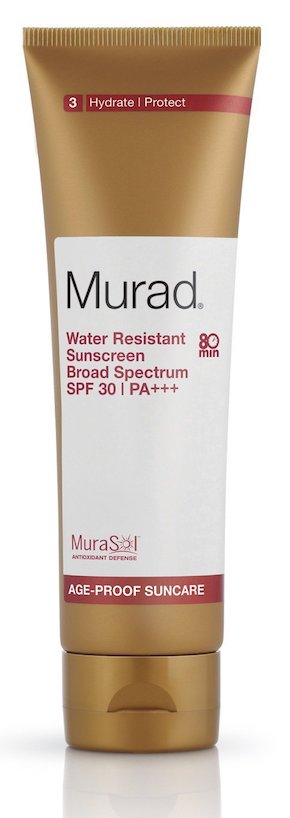 3 Hydrate | Protect
Murad®
Water Resistant
Sunscreen
Broad Spectrum
SPF 30 | PA+++
80
min
MuraSol
ANTIOXIDANT DEFENSE
AGE-PROOF SUNCARE